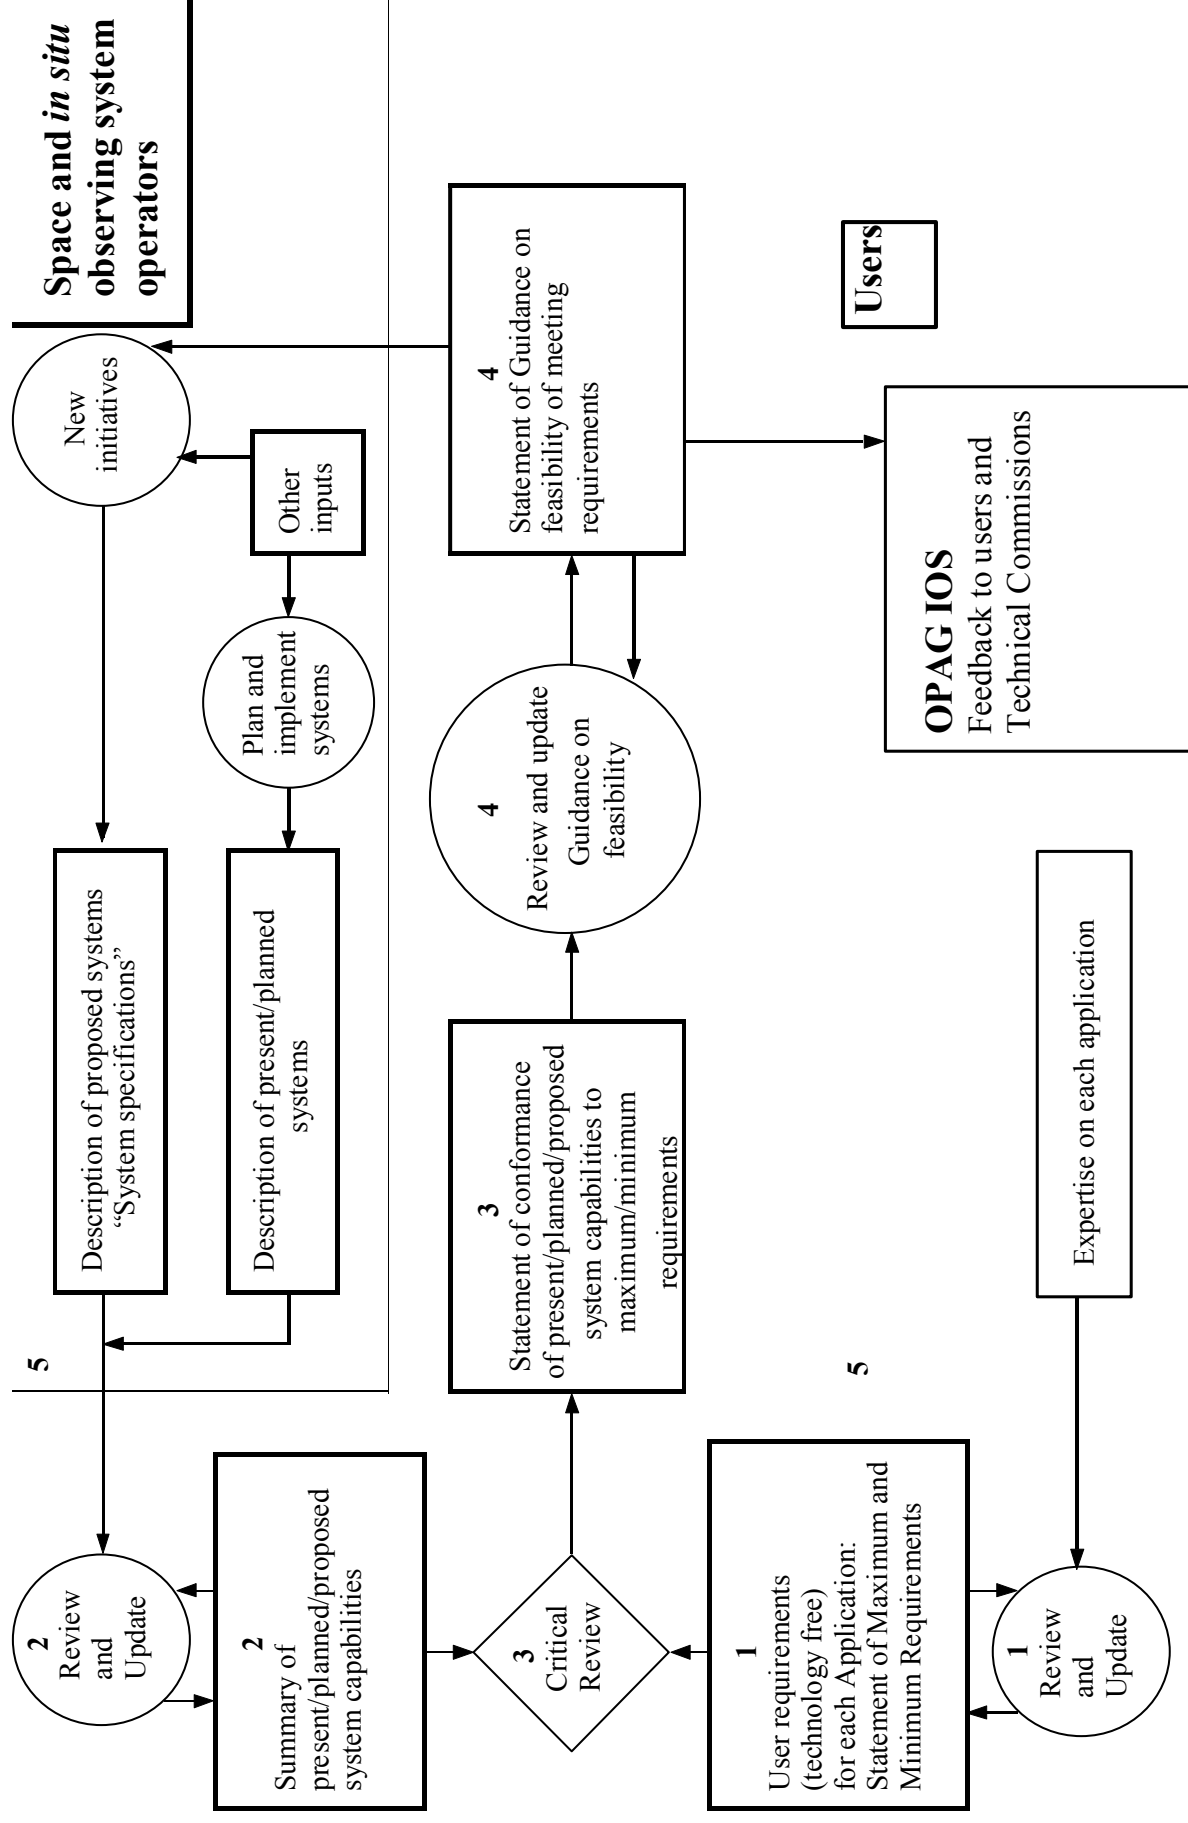 5
Space and in situ
observing system
operators
New
initiatives
Other
inputs
Plan and
implement
systems
Description of proposed systems
“System specifications”
Description of present/planned
systems
2
Review
and
Update
2
Summary of
present/planned/proposed
system capabilities
3
Critical
Review
3
Statement of conformance
of present/planned/proposed
system capabilities to
maximum/minimum
requirements
4
Review and update
Guidance on
feasibility
4
Statement of Guidance on
feasibility of meeting
requirements
1
User requirements
(technology free)
for each Application:
Statement of Maximum and
Minimum Requirements
1
Review
and
Update
5
Expertise on each application
OPAG IOS
Feedback to users and
Technical Commissions
Users